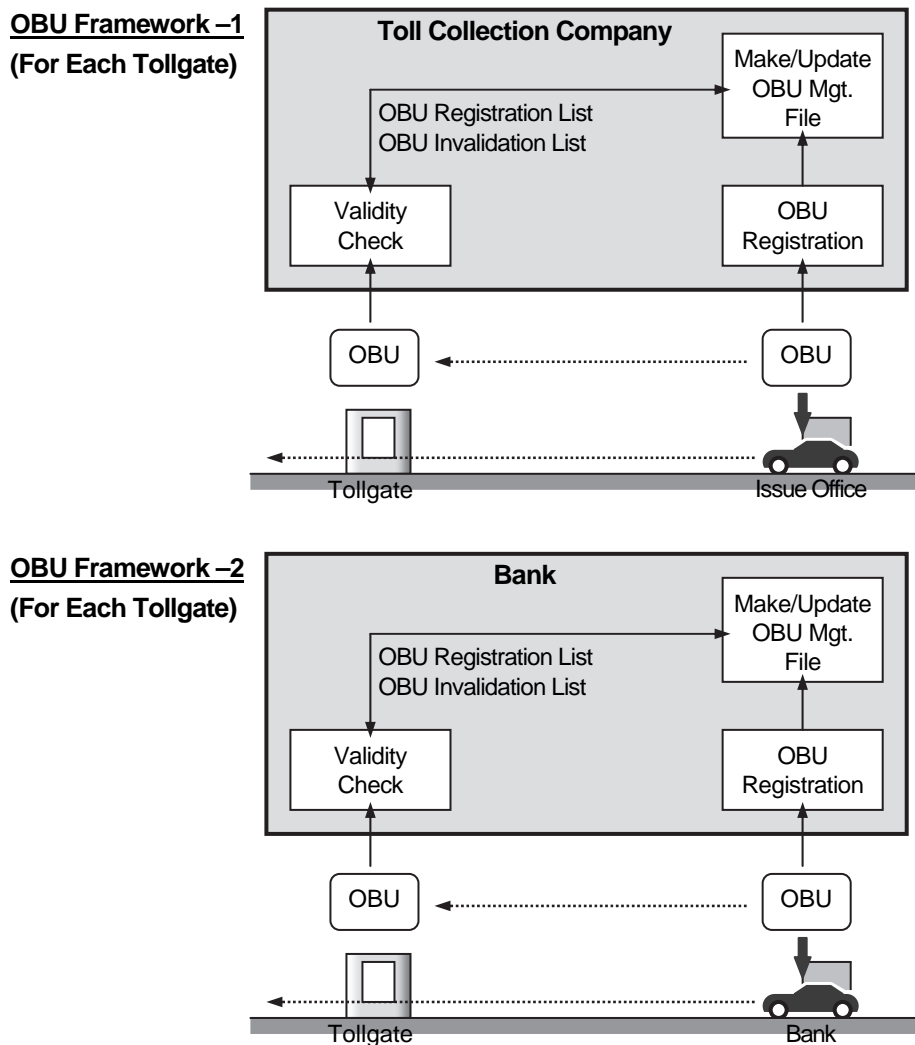 OBU Framework –1
(For Each Tollgate)
Toll Collection Company
Make/Update
OBU Mgt.
File
OBU Registration List
OBU Invalidation List
Validity
Check
OBU
Registration
OBU
OBU
Tollgate
Issue Office
OBU Framework –2
(For Each Tollgate)
Bank
Make/Update
OBU Mgt.
File
OBU Registration List
OBU Invalidation List
Validity
Check
OBU
Registration
OBU
OBU
Tollgate
Bank